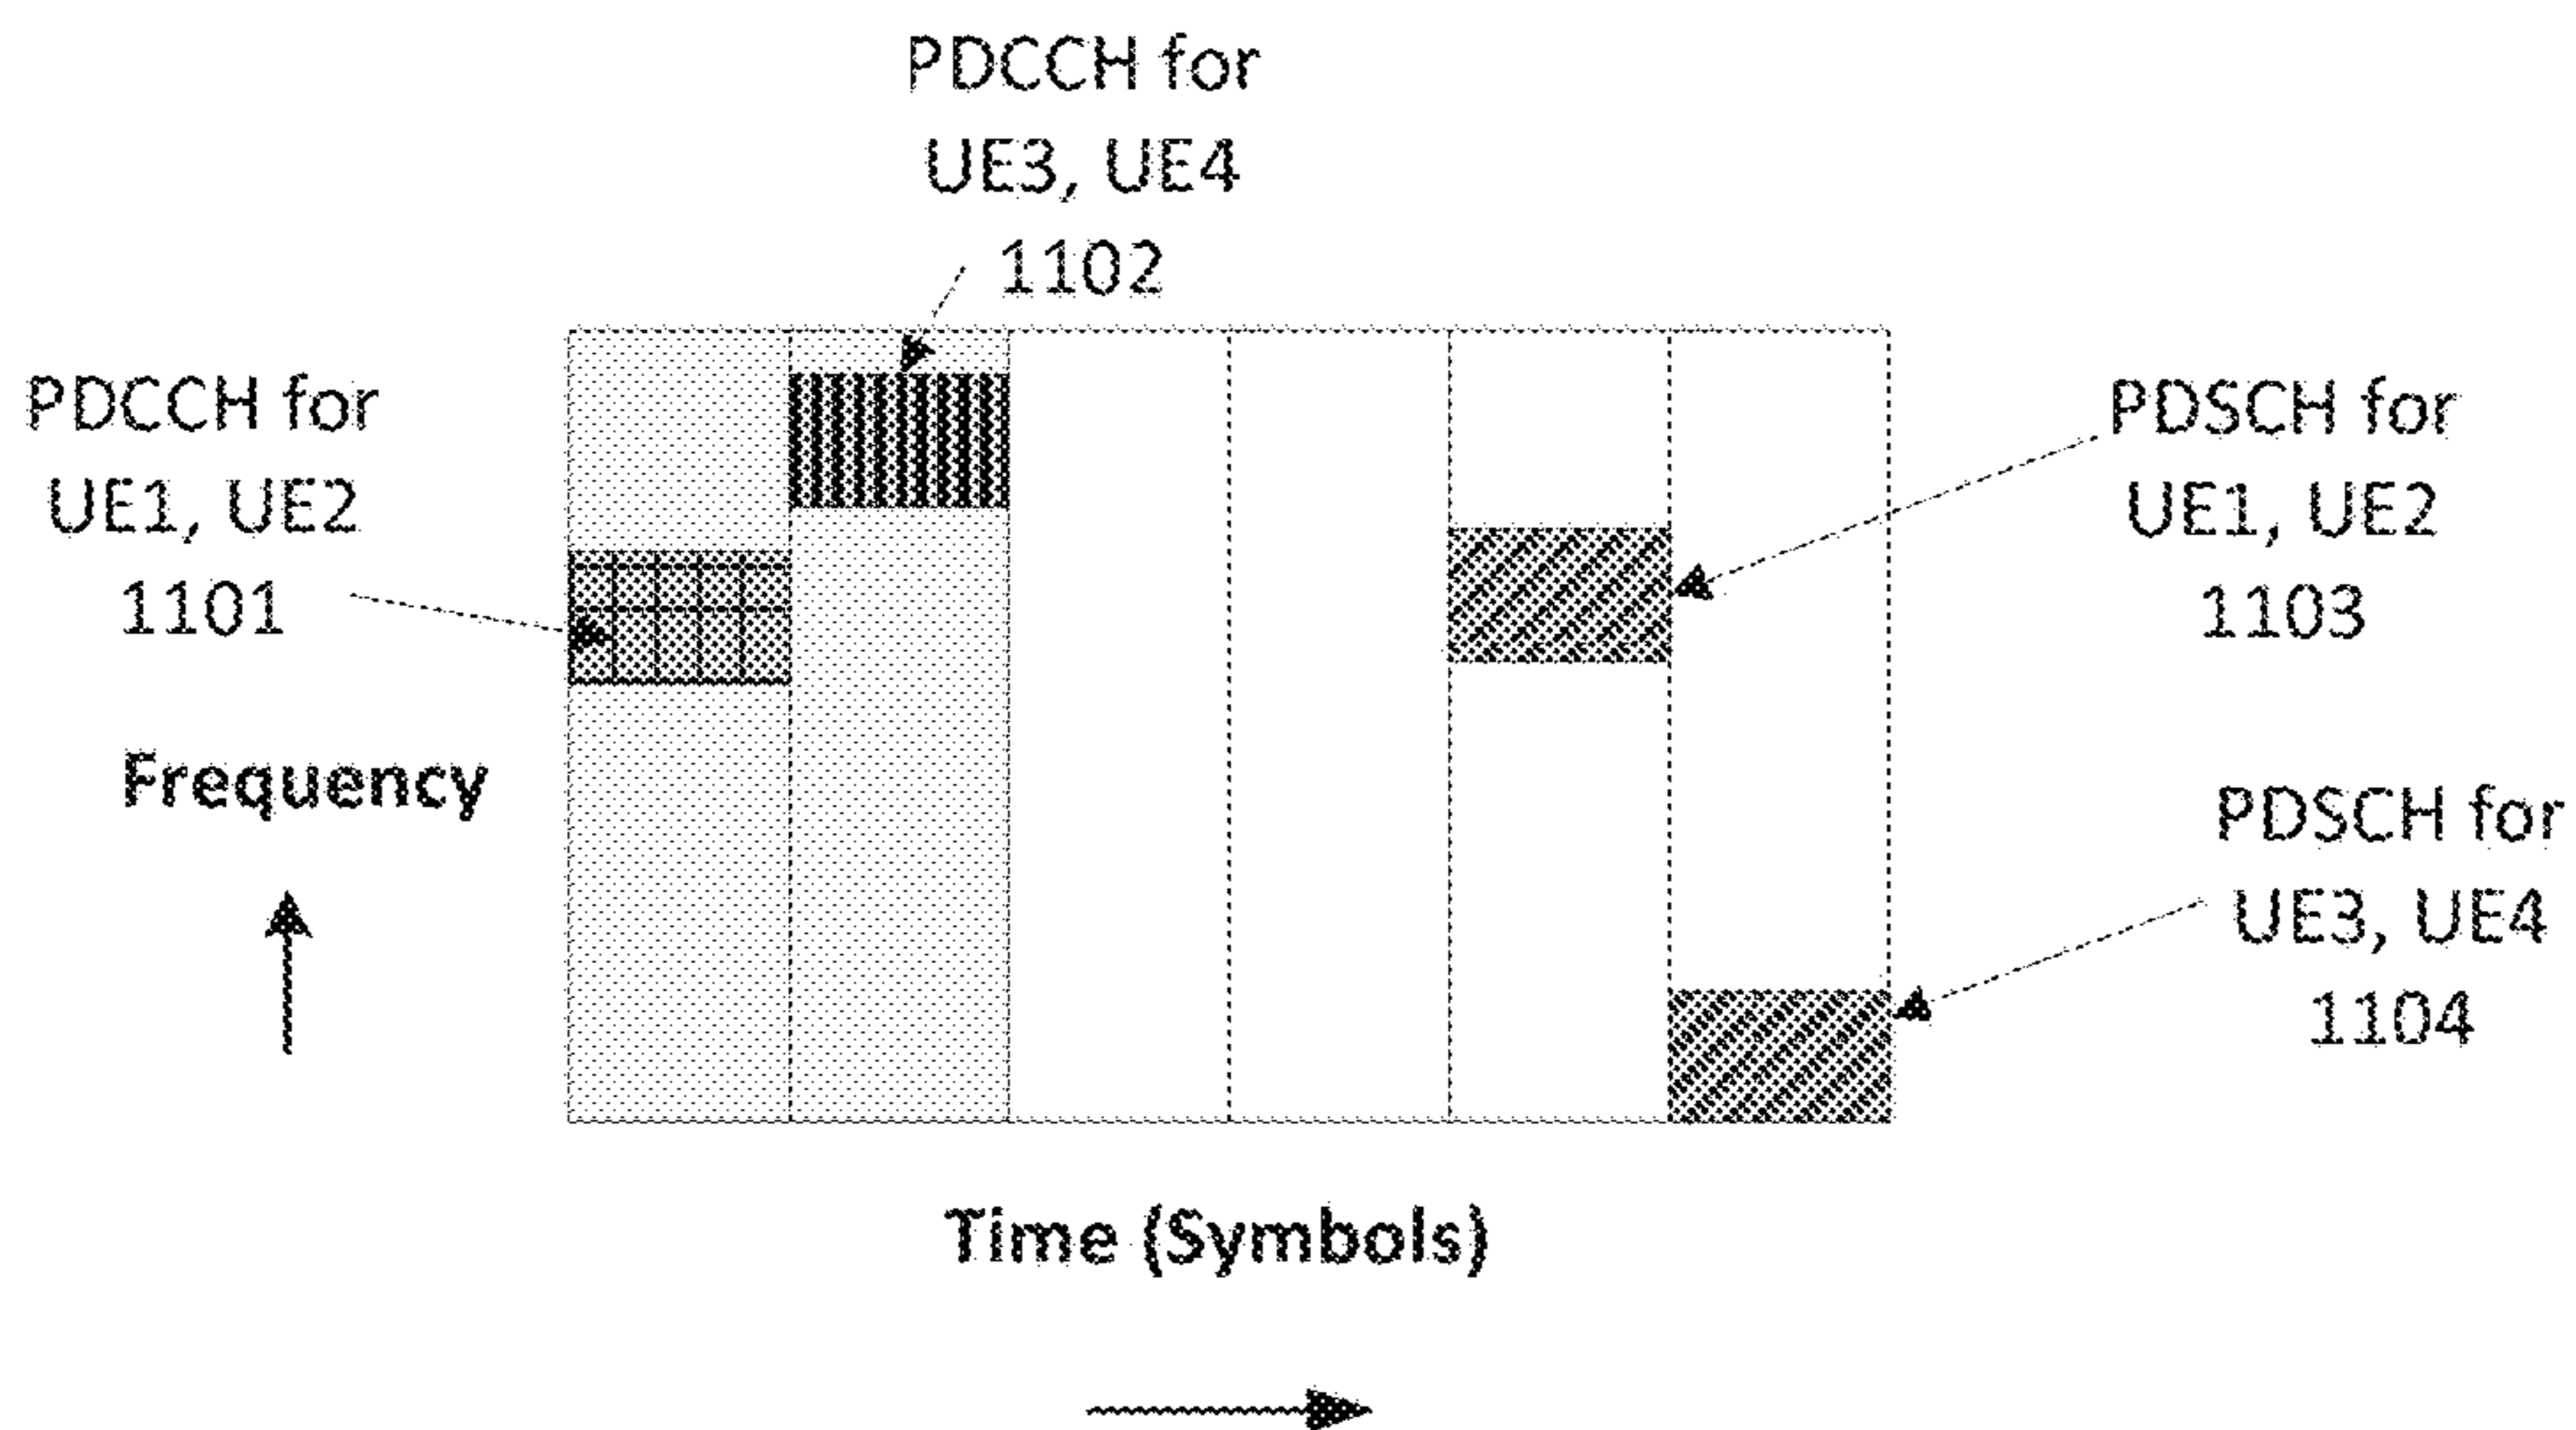 PDCCH for
UE3, UE4
1102
PDCCH for
UE1, UE2
1101
PDSCH for
UE1, UE2
1103
Frequency
PDSCH for
UE3, UE4
1104
Time (Symbols)